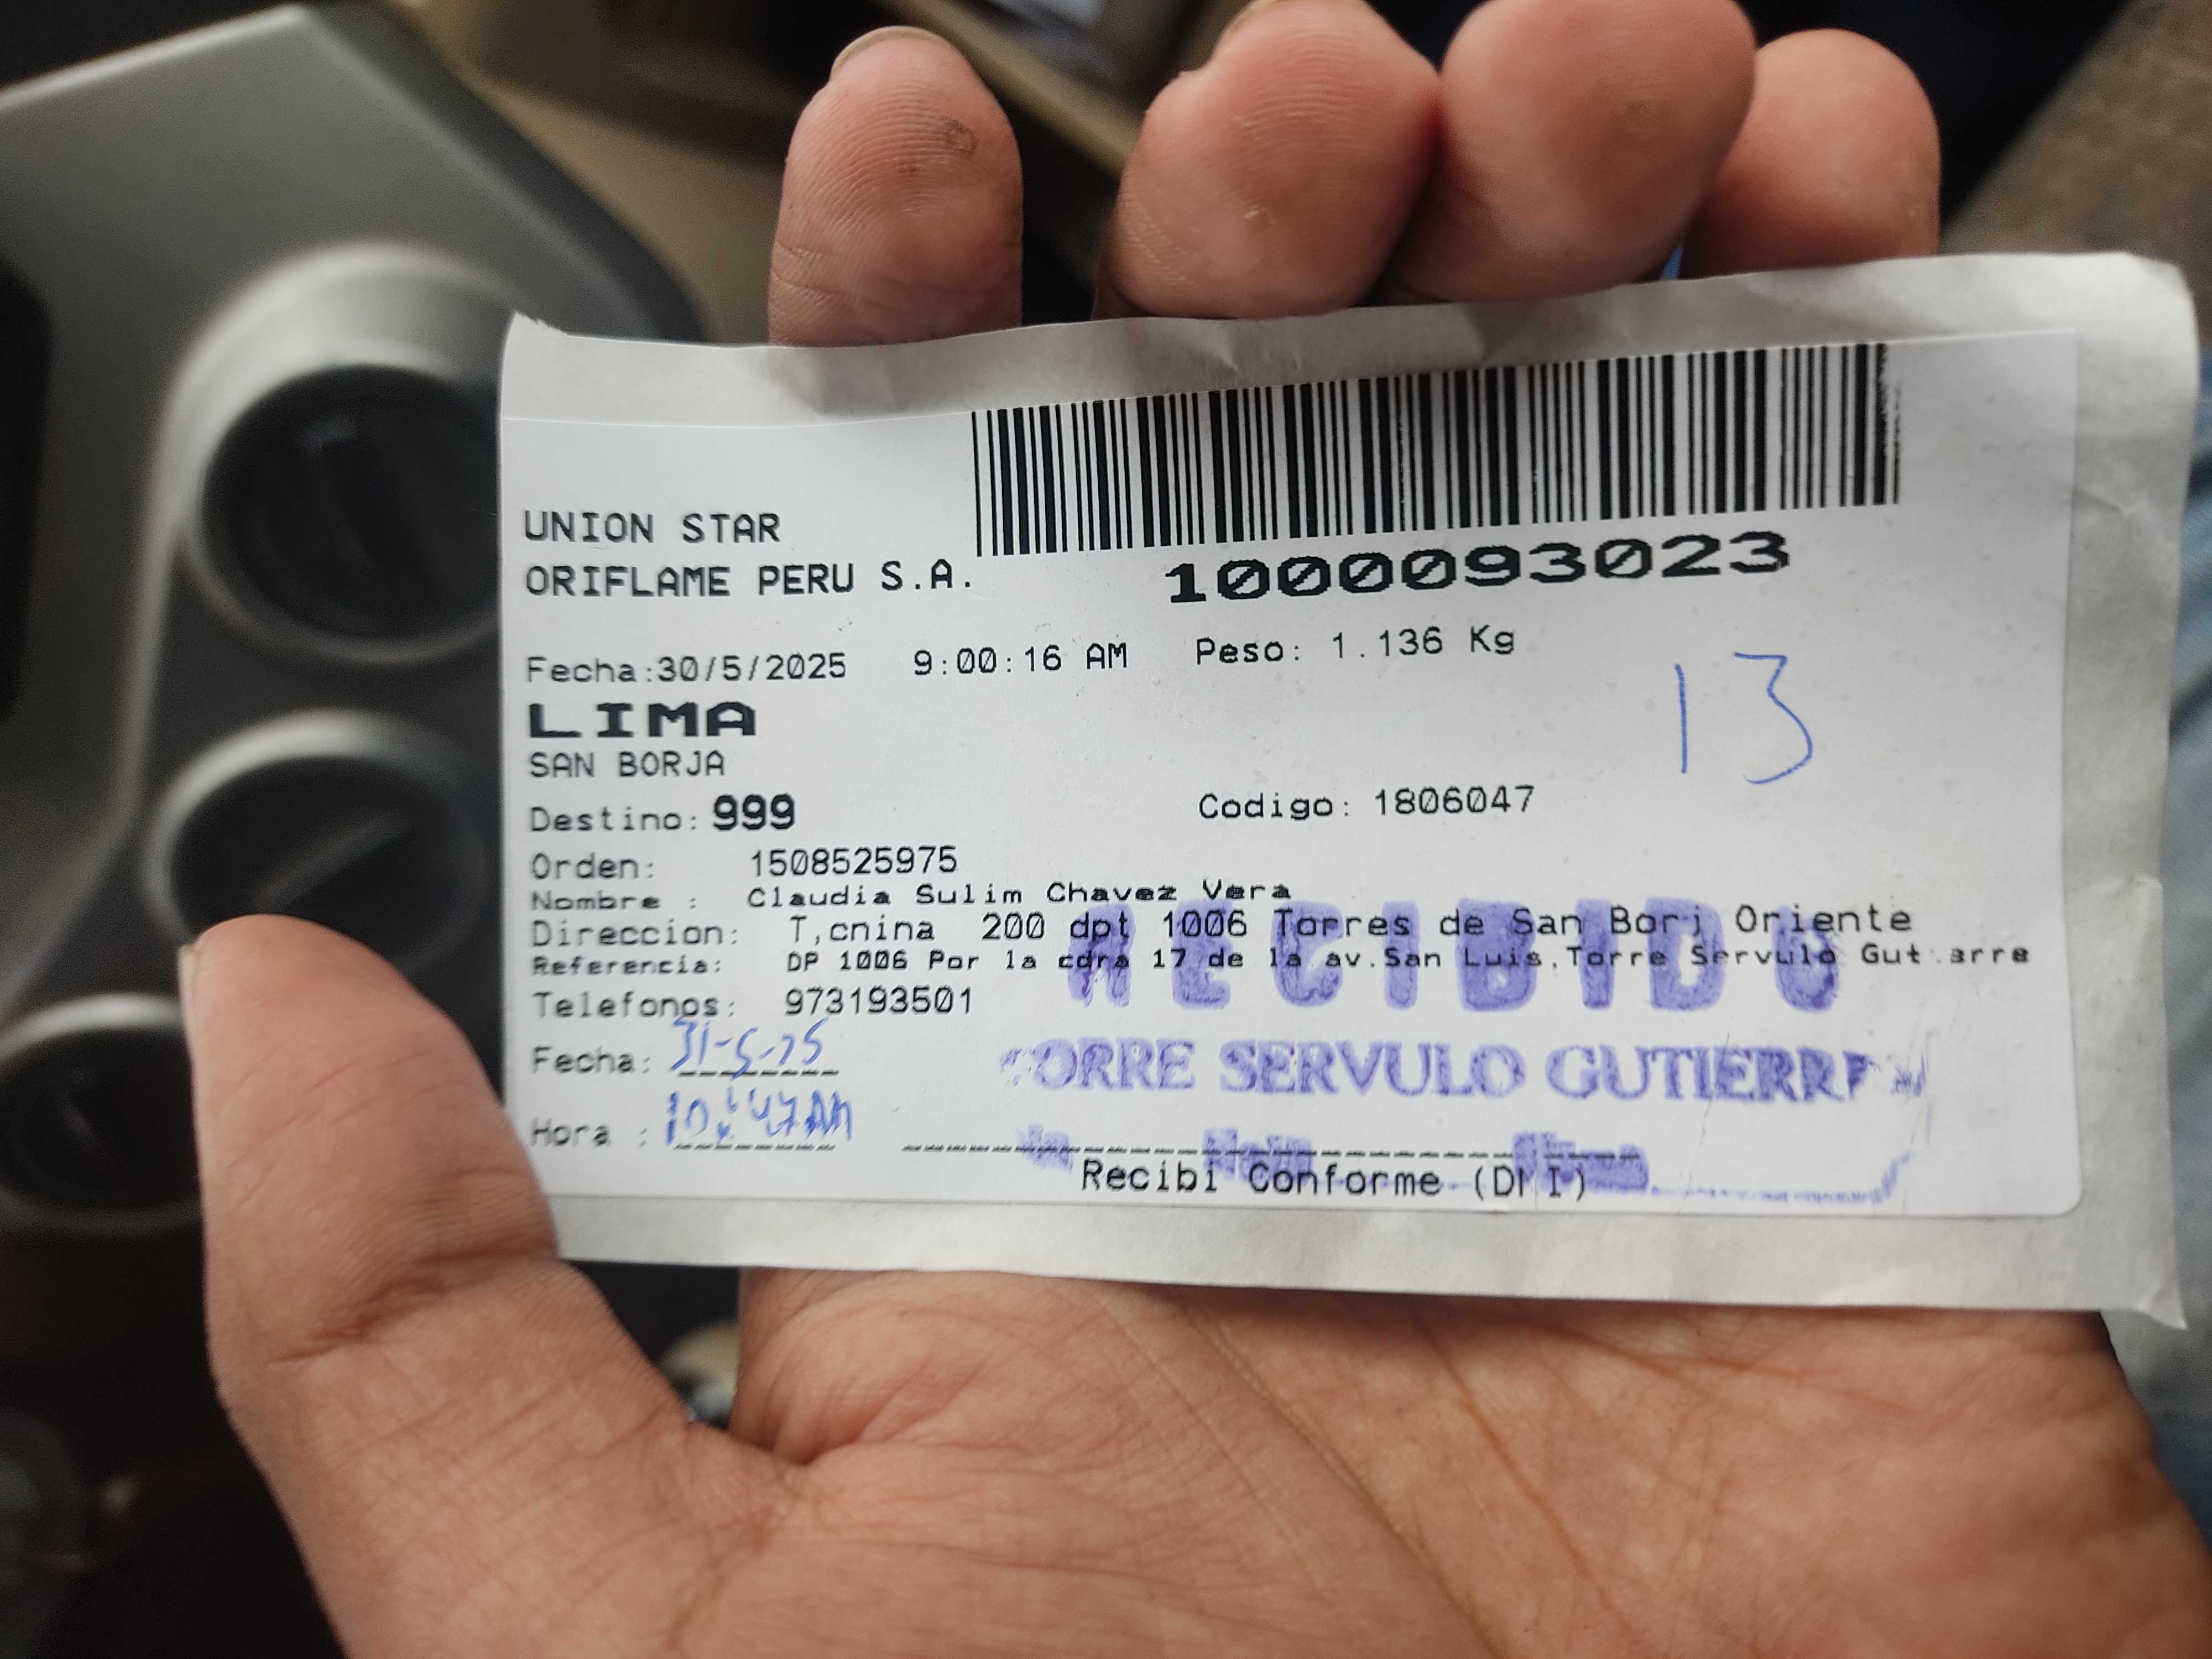 UNION STAR
ORIFLAME PERU S.A.
1000093023
Fecha:30/5/2025 9:00:16 AM Peso: 1.136 Kg
13
LIMA
SAN BORJA
Destino: 999 Codigo: 1806047
Orden: 1508525975
Nombre : Claudia Sulim Chavez Vera
Direccion: T,cnina 200 dpt 1006 Torres de San Borj Oriente
Referencia: DP 1006 Por la cdra 17 de la av.San Luis,Torre Servulo
RECIBIDO
Telefonos: 973193501
Fecha: 31-5-25
ORRE SERVULO GUTIERR
Hora : 10:47AM
Recibi Conforme (DNI)